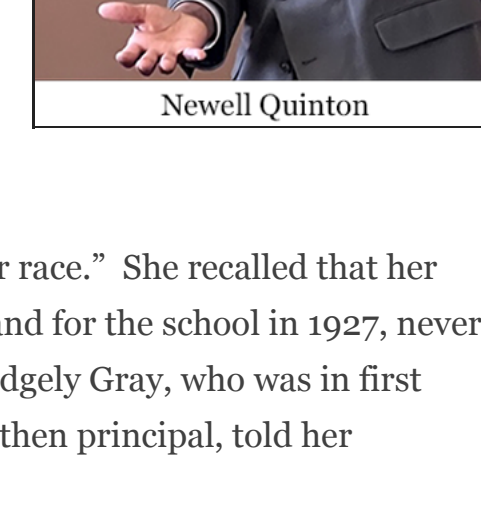 Newell Quinton
r race.”  She recalled that her
and for the school in 1927, never
dgely Gray, who was in first
then principal, told her